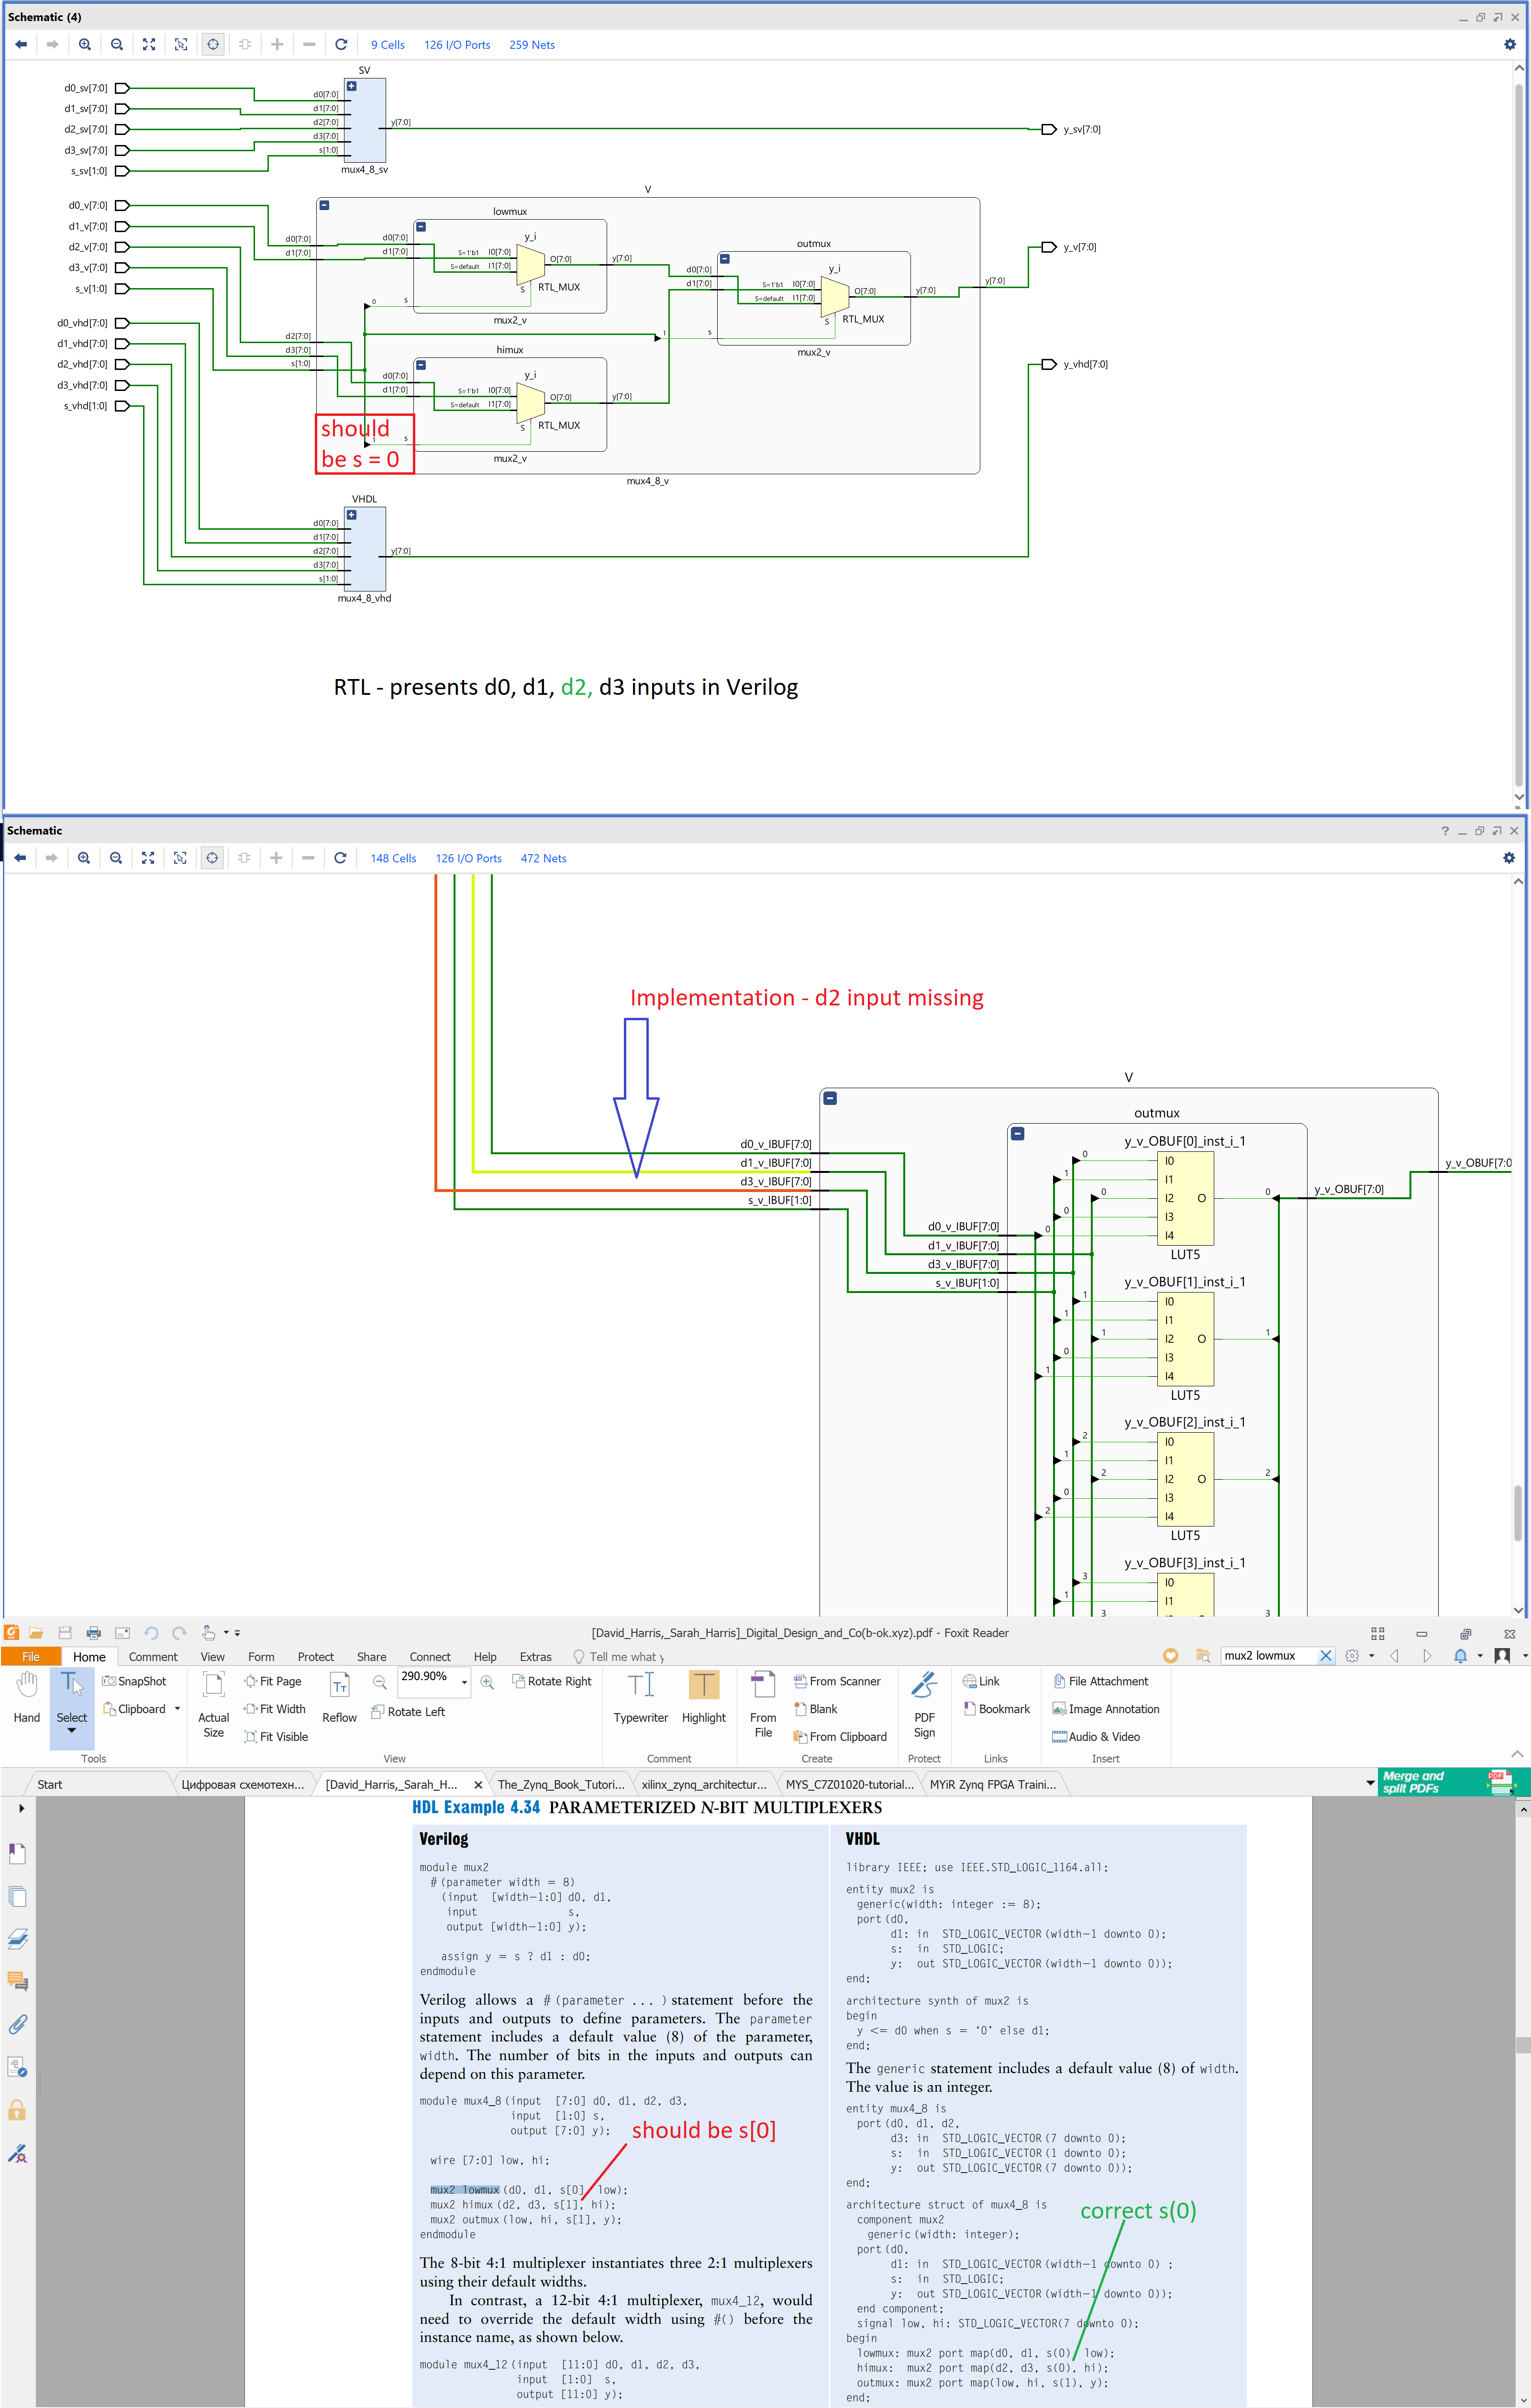 Schematic (4)
9 Cells 126 I/O Ports 259 Nets
SV
d0_sv[7:0] d0[7:0]
d1_sv[7:0] d1[7:0]
d2_sv[7:0] d2[7:0] y[7:0] y_sv[7:0]
d3_sv[7:0] d3[7:0]
s_sv[1:0] s[1:0]
mux4_8_sv
V
d0_v[7:0] lowmux
d1_v[7:0] d0[7:0] d0[7:0] y_i
d2_v[7:0] d1[7:0] d1[7:0] S=1'b1 I0[7:0] O[7:0] y[7:0] outmux y_v[7:0]
d3_v[7:0] S=default I1[7:0] d0[7:0] y_i
s_v[1:0] S RTL_MUX d1[7:0] S=1'b1 I0[7:0] O[7:0] y[7:0] y[7:0]
0 s S=default I1[7:0]
d0_vhd[7:0] mux2_v S RTL_MUX
d1_vhd[7:0] d2[7:0] himux 1 s
d2_vhd[7:0] d3[7:0] mux2_v y_vhd[7:0]
d3_vhd[7:0] s[1:0] d0[7:0] y_i
s_vhd[1:0] d1[7:0] S=1'b1 I0[7:0] O[7:0] y[7:0]
S=default I1[7:0]
S RTL_MUX
should
1 s
be s = 0
mux2_v
mux4_8_v
VHDL
d0[7:0]
d1[7:0]
d2[7:0] y[7:0]
d3[7:0]
s[1:0]
mux4_8_vhd
RTL - presents d0, d1, d2, d3 inputs in Verilog
Schematic
148 Cells 126 I/O Ports 472 Nets
Implementation - d2 input missing
V
outmux
d0_v_IBUF[7:0]
d1_v_IBUF[7:0]
d3_v_IBUF[7:0]
s_v_IBUF[1:0]
d0_v_IBUF[7:0]
d1_v_IBUF[7:0]
d3_v_IBUF[7:0]
s_v_IBUF[1:0]
y_v_OBUF[0]_inst_i_1
0 I0
1 I1
0 I2 O 0 y_v_OBUF[7:0] y_v_OBUF[7:0
0 I3
0 I4
LUT5
y_v_OBUF[1]_inst_i_1
1 I0
1 I1
1 I2 O 1
0 I3
1 I4
LUT5
y_v_OBUF[2]_inst_i_1
2 I0
1 I1
2 I2 O 2
0 I3
2 I4
LUT5
y_v_OBUF[3]_inst_i_1
3 I0
1 I1
3 3
[David_Harris,_Sarah_Harris]_Digital_Design_and_Co(b-ok.xyz).pdf - Foxit Reader
File Home Comment View Form Protect Share Connect Help Extras Tell me what y mux2 lowmux
Hand
Select
SnapShot
Clipboard
Tools
Actual
Size
Fit Page
Fit Width
Fit Visible
Reflow
290.90%
Rotate Left
Rotate Right
View
Typewriter
Highlight
Comment
From
File
From Scanner
Blank
From Clipboard
Create
PDF
Sign
Protect
Link
Bookmark
Links
File Attachment
Image Annotation
Audio & Video
Insert
Start Цифровая схемотехн... [David_Harris,_Sarah_H... The_Zynq_Book_Tutori... xilinx_zynq_architectur... MYS_C7Z01020-tutorial... MYiR Zynq FPGA Traini...
Merge and
split PDFs
PDF
HDL Example 4.34 PARAMETERIZED N-BIT MULTIPLEXERS
Verilog
module mux2
#(parameter width = 8)
(input [width–1:0] d0, d1,
input s,
output [width–1:0] y);
assign y = s ? d1 : d0;
endmodule
Verilog allows a #(parameter . . . ) statement before the
inputs and outputs to define parameters. The parameter
statement includes a default value (8) of the parameter,
width. The number of bits in the inputs and outputs can
depend on this parameter.
module mux4_8 (input [7:0] d0, d1, d2, d3,
input [1:0] s,
output [7:0] y);
should be s[0]
wire [7:0] low, hi;
mux2 lowmux (d0, d1, s[0], low);
mux2 himux (d2, d3, s[1], hi);
mux2 outmux (low, hi, s[1], y);
endmodule
The 8-bit 4:1 multiplexer instantiates three 2:1 multiplexers
using their default widths.
In contrast, a 12-bit 4:1 multiplexer, mux4_12, would
need to override the default width using #() before the
instance name, as shown below.
module mux4_12 (input [11:0] d0, d1, d2, d3,
input [1:0] s,
output [11:0] y);
VHDL
library IEEE; use IEEE.STD_LOGIC_1164.all;
entity mux2 is
generic(width: integer := 8);
port (d0,
d1: in STD_LOGIC_VECTOR (width–1 downto 0);
s: in STD_LOGIC;
y: out STD_LOGIC_VECTOR (width–1 downto 0));
end;
architecture synth of mux2 is
begin
y <= d0 when s = ‘0’ else d1;
end;
The generic statement includes a default value (8) of width.
The value is an integer.
entity mux4_8 is
port (d0, d1, d2,
d3: in STD_LOGIC_VECTOR (7 downto 0);
s: in STD_LOGIC_VECTOR (1 downto 0);
y: out STD_LOGIC_VECTOR (7 downto 0));
end;
architecture struct of mux4_8 is
correct s(0)
component mux2
generic (width: integer);
port (d0,
d1: in STD_LOGIC_VECTOR (width–1 downto 0) ;
s: in STD_LOGIC;
y: out STD_LOGIC_VECTOR (width–1 downto 0));
end component;
signal low, hi: STD_LOGIC_VECTOR(7 downto 0);
begin
lowmux: mux2 port map(d0, d1, s(0), low);
himux: mux2 port map(d2, d3, s(0), hi);
outmux: mux2 port map(low, hi, s(1), y);
end;